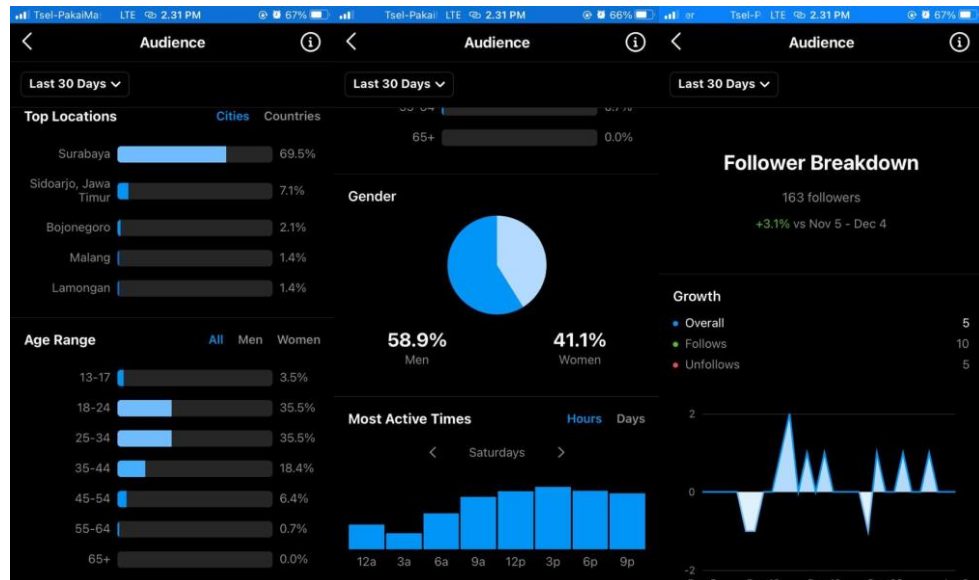 Tsel-PakaiMa LTE 2.31 PM 67%
Audience
Last 30 Days
Top Locations Cities Countries
Surabaya 69.5%
Sidoarjo, Jawa
Timur 7.1%
Bojonegoro 2.1%
Malang 1.4%
Lamongan 1.4%
Age Range All Men Women
13-17 3.5%
18-24 35.5%
25-34 35.5%
35-44 18.4%
45-54 6.4%
55-64 0.7%
65+ 0.0%
Tsel-Pakai LTE 2.31 PM 66%
Audience
Last 30 Days
65+ 0.0%
Gender
58.9% 41.1%
Men Women
Most Active Times Hours Days
Saturdays
12a 3a 6a 9a 12p 3p 6p 9p
er Tsel-P LTE 2.31 PM 67%
Audience
Last 30 Days
Follower Breakdown
163 followers
+3.1% vs Nov 5 - Dec 4
Growth
Overall 5
Follows 10
Unfollows 5
2
0
-2